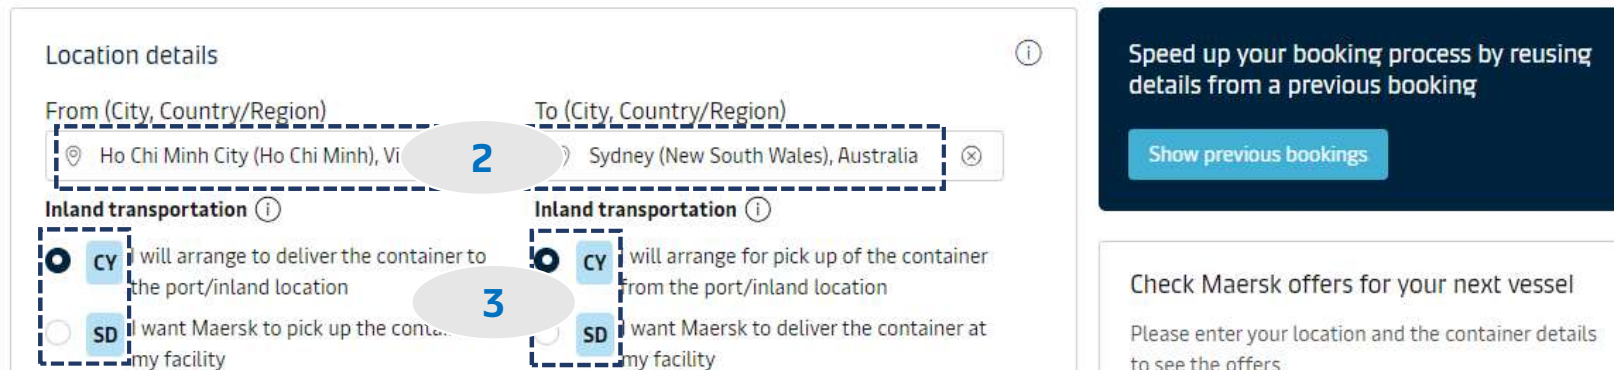 Location details
From (City, Country/Region)
To (City, Country/Region)
Ho Chi Minh City (Ho Chi Minh), Vi
2
Sydney (New South Wales), Australia
Inland transportation
Inland transportation
CY
I will arrange to deliver the container to
the port/inland location
SD
I want Maersk to pick up the conta
my facility
3
CY
will arrange for pick up of the container
from the port/inland location
SD
I want Maersk to deliver the container at
my facility
Speed up your booking process by reusing
details from a previous booking
Show previous bookings
Check Maersk offers for your next vessel
Please enter your location and the container details
to see the offers